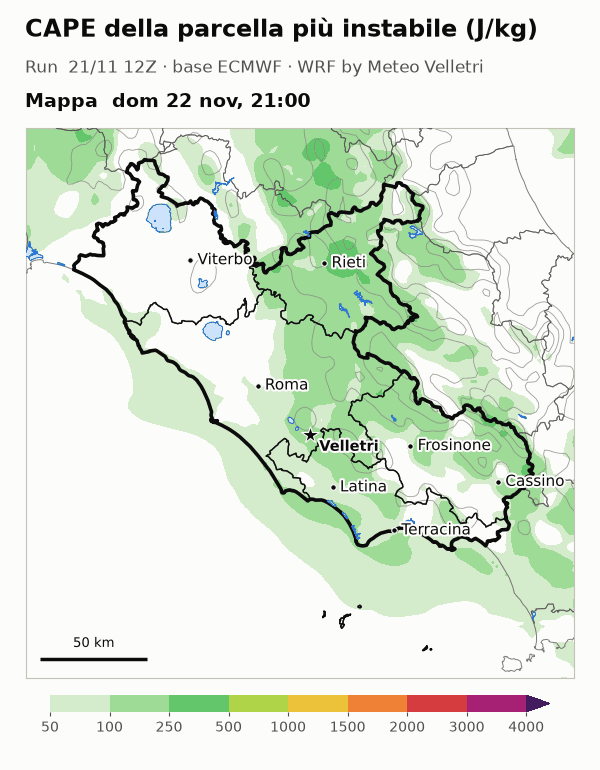 CAPE della parcella più instabile (J/kg)
Run  21/11 12Z · base ECMWF · WRF by Meteo Velletri
Mappa  dom 22 nov, 21:00
Viterbo
Rieti
Roma
Velletri
Frosinone
Latina
Cassino
Terracina
50 km
50 100 250 500 1000 1500 2000 3000 4000